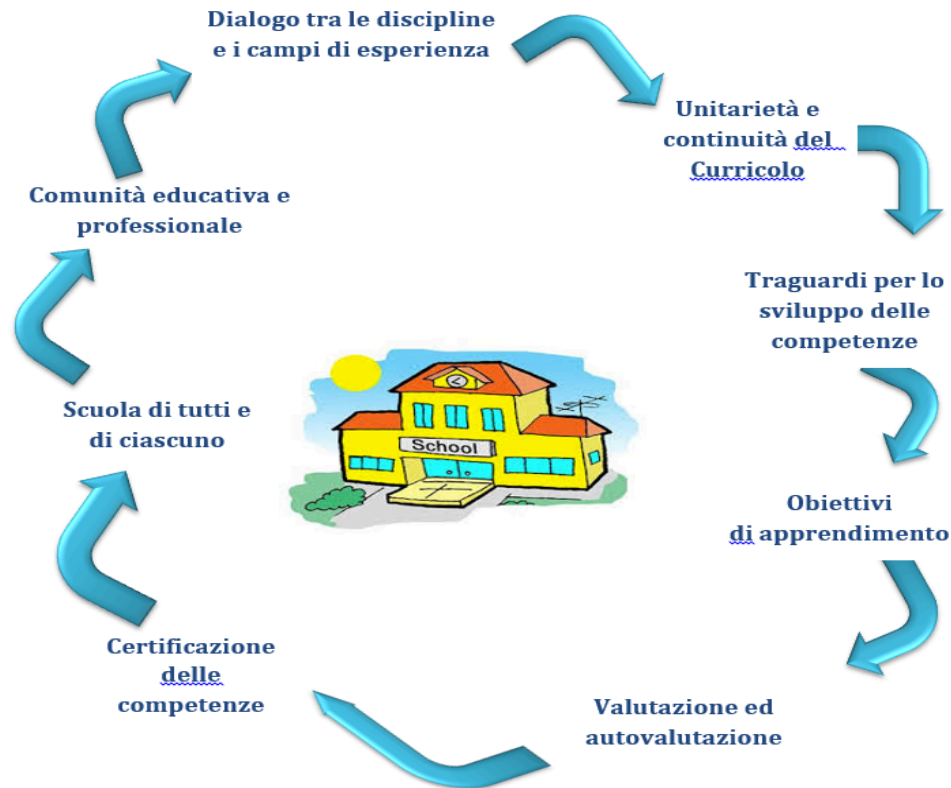 Dialogo tra le discipline
e i campi di esperienza
Unitarietà e
continuità del
Curricolo
Traguardi per lo
sviluppo delle
competenze
Obiettivi
di apprendimento
Valutazione ed
autovalutazione
Certificazione
delle
competenze
Scuola di tutti e
di ciascuno
Comunità educativa e
professionale
School